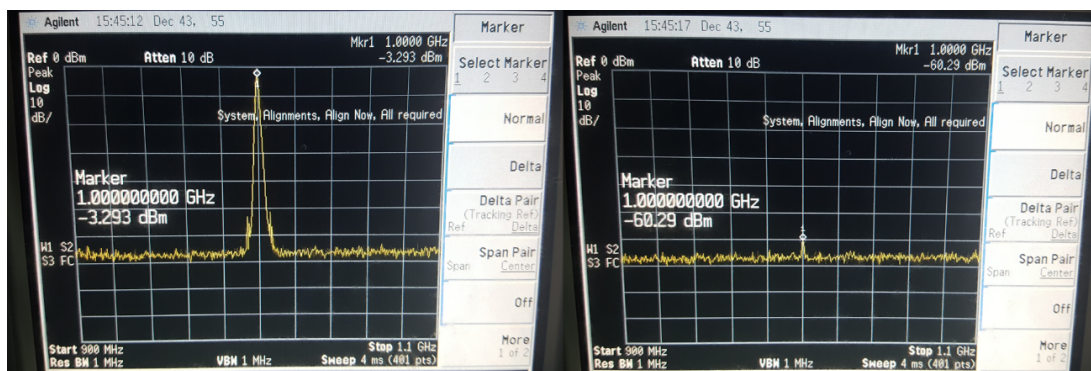 Agilent 15:45:12 Dec 43, 55
Mkr1 1.0000 GHz
Ref 0 dBm Atten 10 dB -3.293 dBm
Peak
Log
10
dB/
System, Alignments, Align Now, All required
Marker
1.000000000 GHz
-3.293 dBm
W1 S2
S3 FC
Start 900 MHz Stop 1.1 GHz
Res BW 1 MHz VBW 1 MHz Sweep 4 ms (401 pts)
Marker
Select Marker
1 2 3 4
Normal
Delta
Delta Pair
(Tracking Ref)
Ref Delta
Span Pair
Span Center
Off
More
1 of 2
Agilent 15:45:17 Dec 43, 55
Mkr1 1.0000 GHz
Ref 0 dBm Atten 10 dB -60.29 dBm
Peak
Log
10
dB/
System, Alignments, Align Now, All required
Marker
1.000000000 GHz
-60.29 dBm
W1 S2
S3 FC
Start 900 MHz Stop 1.1 GHz
Res BW 1 MHz VBW 1 MHz Sweep 4 ms (401 pts)
Marker
Select Marker
1 2 3 4
Normal
Delta
Delta Pair
(Tracking Ref)
Ref Delta
Span Pair
Span Center
Off
More
1 of 2